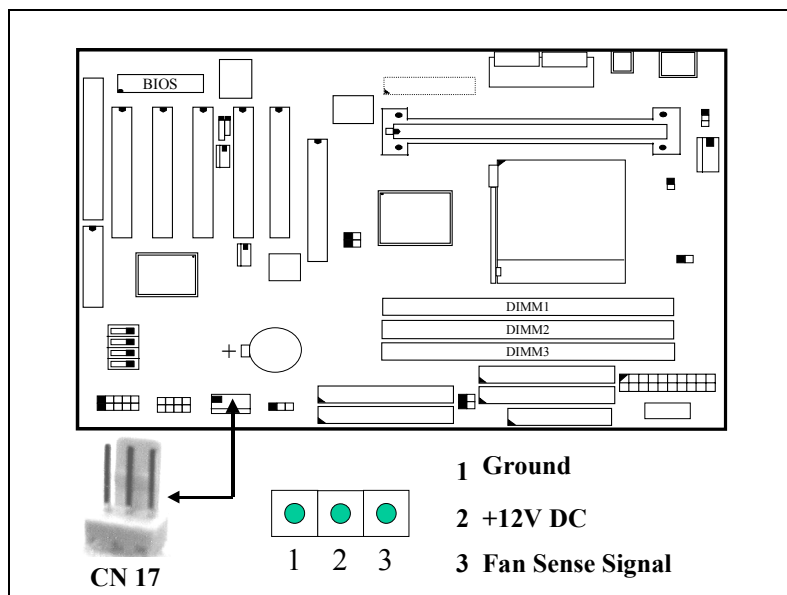 BIOS
DIMM1
DIMM2
DIMM3
CN 17
1 2 3
1 Ground
2 +12V DC
3 Fan Sense Signal